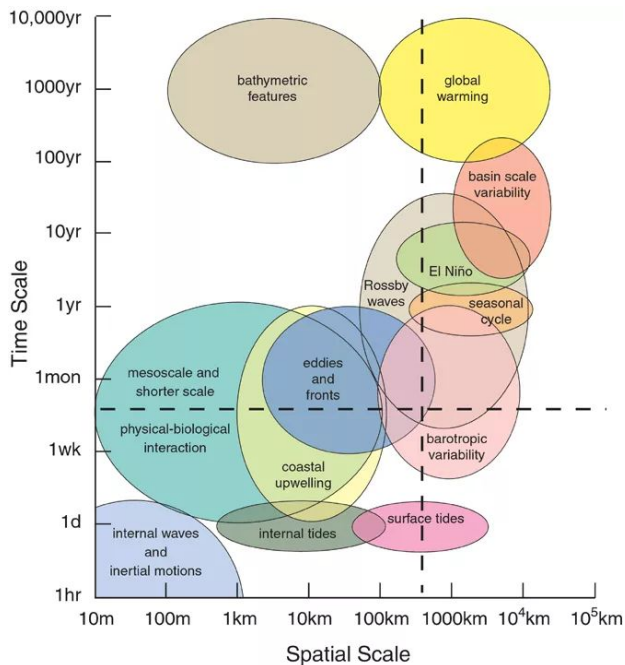 10,000yr
1000yr
100yr
10yr
1yr
1mon
1wk
1d
1hr
Time Scale
bathymetric
features
global
warming
basin scale
variability
El Niño
Rossby
waves
seasonal
cycle
mesoscale and
shorter scale
physical-biological
interaction
eddies
and
fronts
coastal
upwelling
barotropic
variability
internal waves
and
inertial motions
internal tides
surface tides
10m
100m
1km
10km
100km
1000km
10⁴km
10⁵km
Spatial Scale